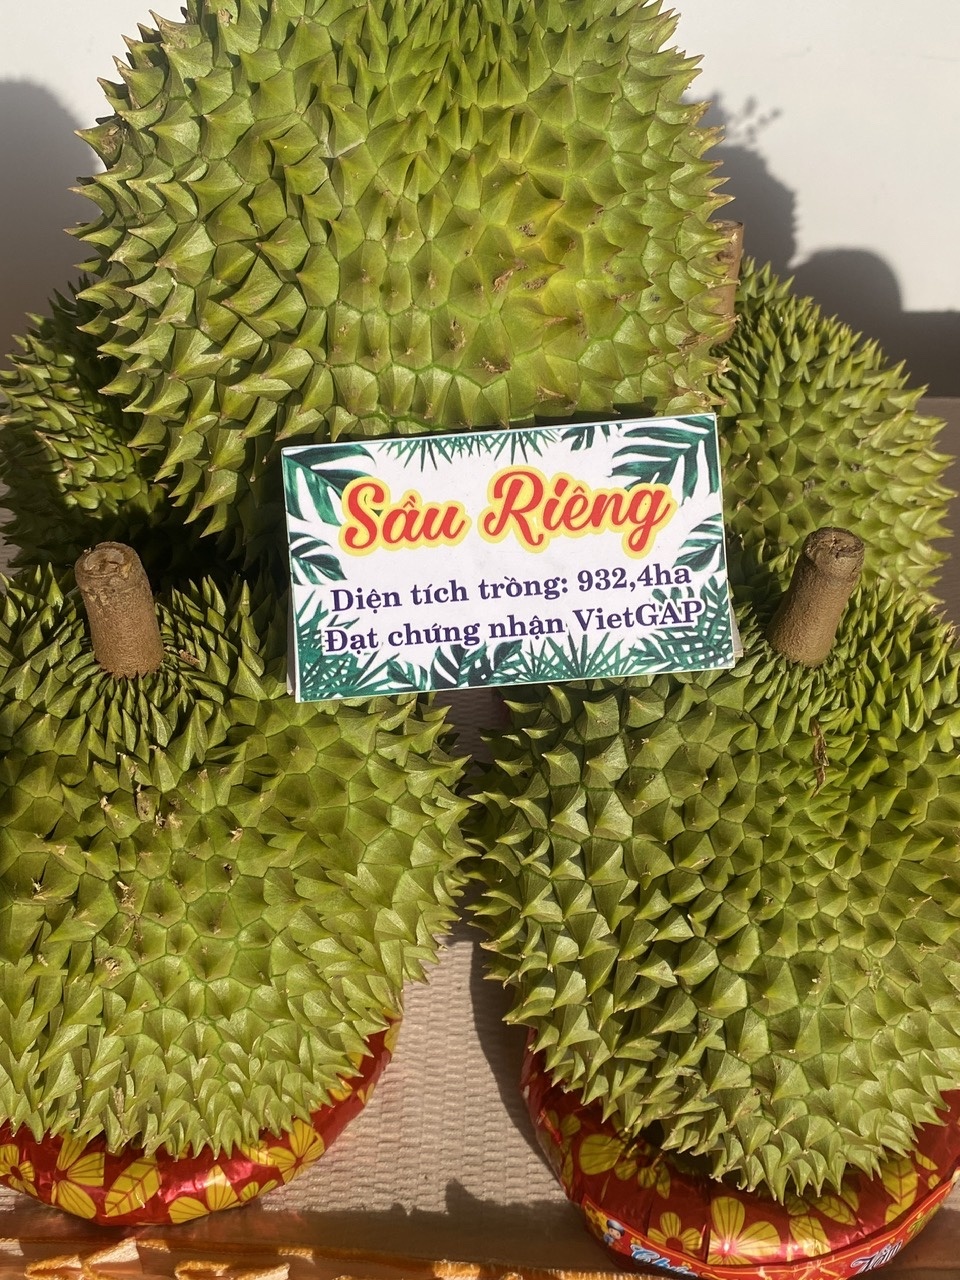 Sầu Riêng
Diện tích trồng: 932,4ha
Đạt chứng nhận VietGAP